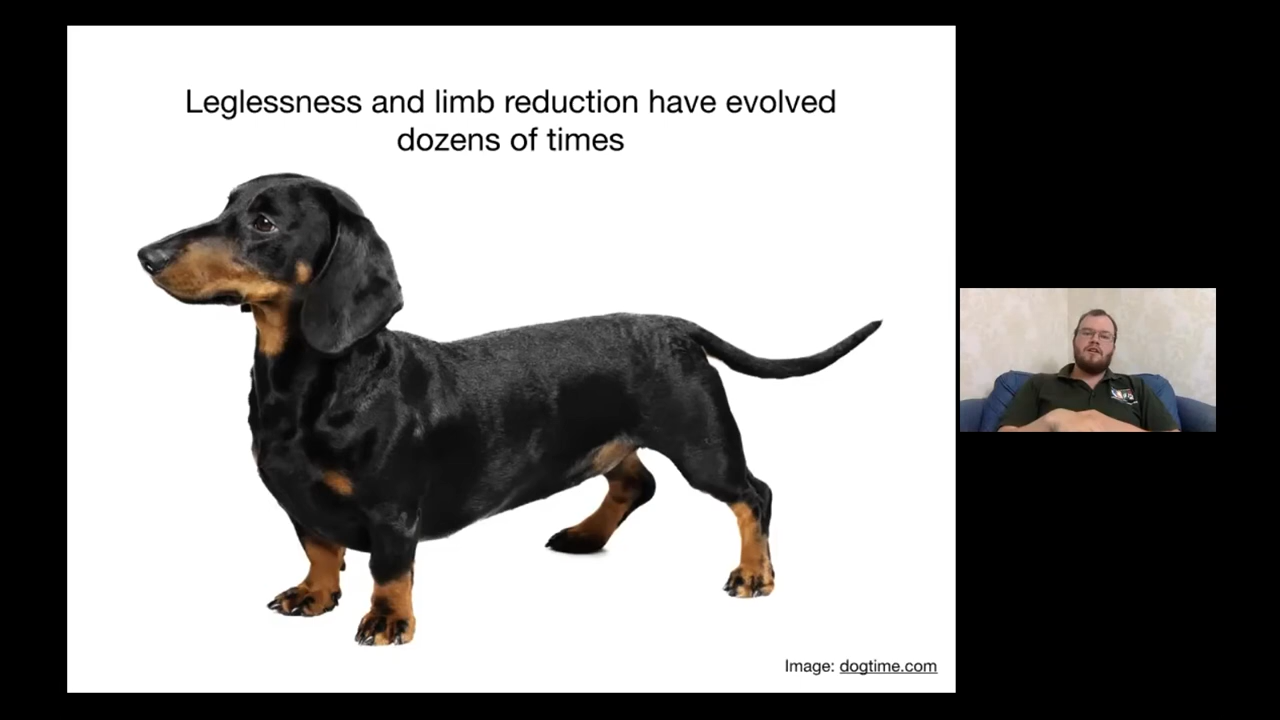 Leglessness and limb reduction have evolved
dozens of times
Image: dogtime.com